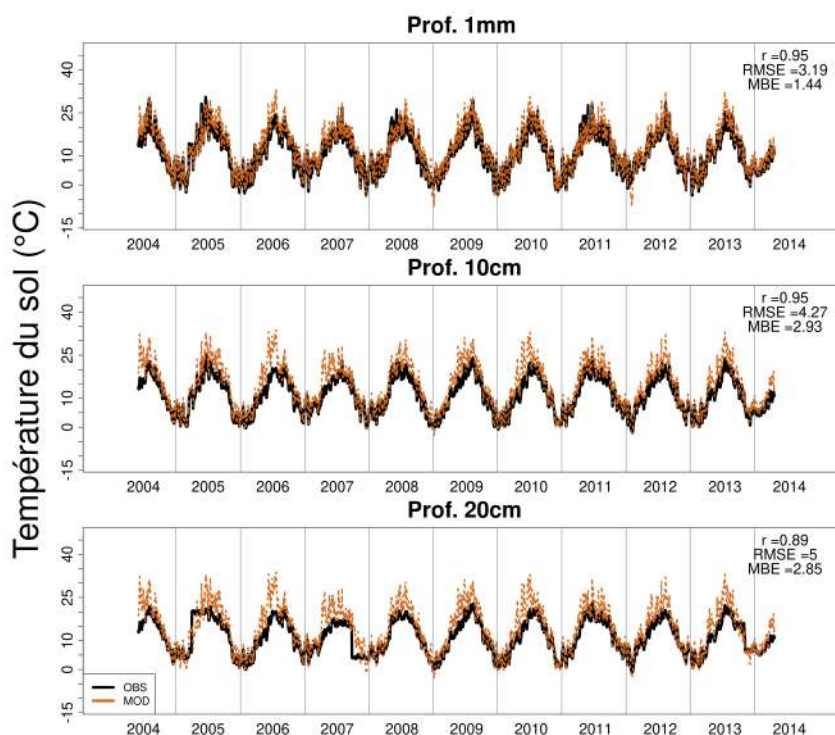 Prof. 1mm
r =0.95
RMSE =3.19
MBE =1.44
40
25
10
0
-15
2004 2005 2006 2007 2008 2009 2010 2011 2012 2013 2014
Température du sol (°C)
Prof. 10cm
r =0.95
RMSE =4.27
MBE =2.93
40
25
10
0
-15
2004 2005 2006 2007 2008 2009 2010 2011 2012 2013 2014
Prof. 20cm
r =0.89
RMSE =5
MBE =2.85
40
25
10
0
-15
OBS
MOD
2004 2005 2006 2007 2008 2009 2010 2011 2012 2013 2014